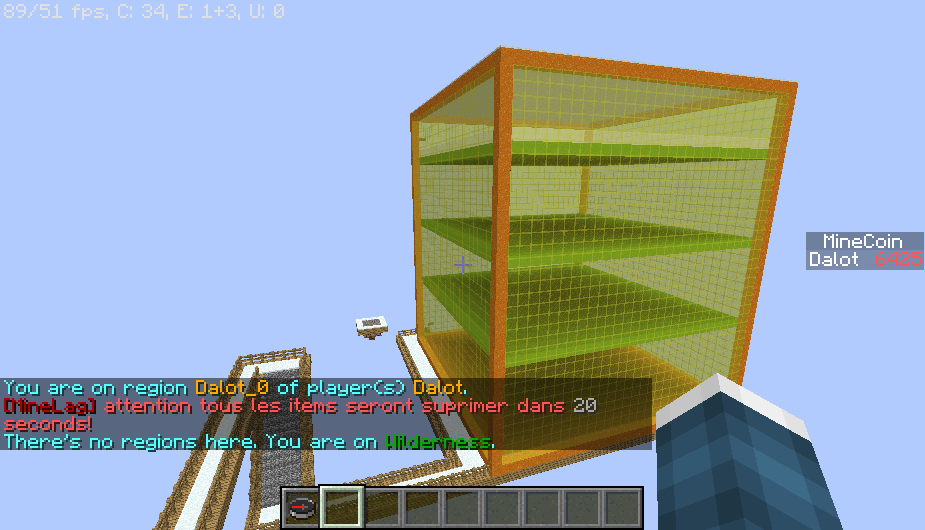 89/51 fps, C: 34, E: 1+3, U: 0
MineCoin
Dalot 6425
You are on region Dalot_0 of player(s) Dalot.
[MineLag] attention tous les items seront suprimer dans 20
seconds!
There's no regions here. You are on Wilderness.